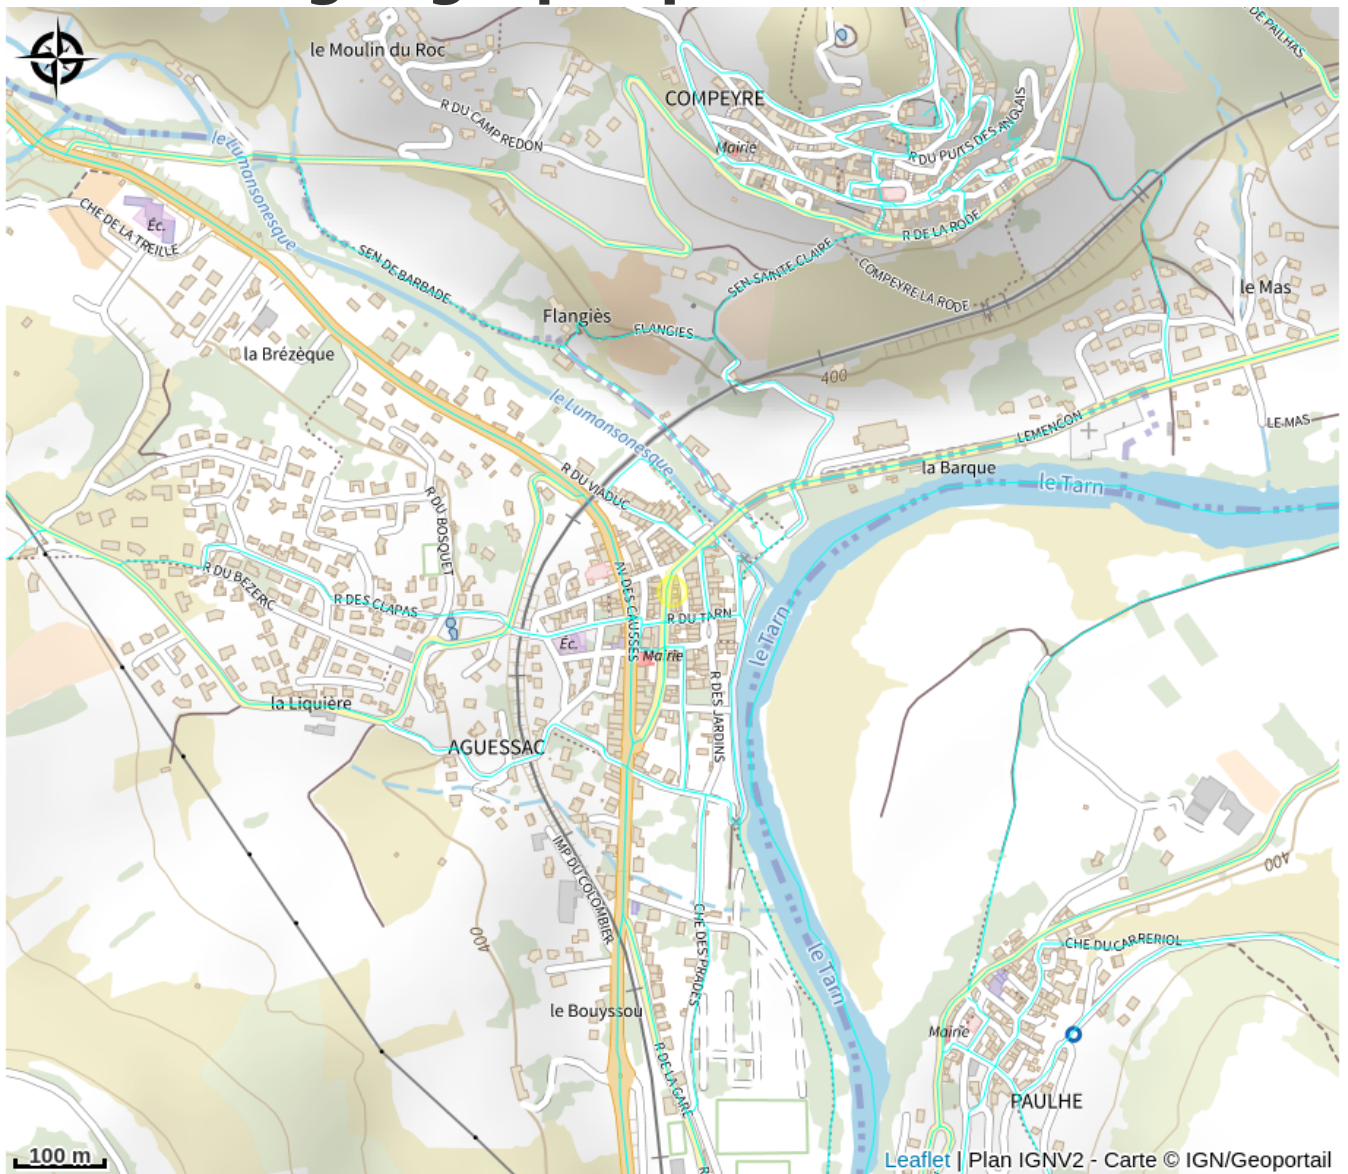 le Moulin du Roc
DE PAILHAS
COMPEYRE
R DU CAMP REDON
R DU PUITS DES ANGLAIS
Mairie
le Lumansonesque
Éc.
CHE DE LA TREILLE
R DE LA RODE
SEN DE BARBADE
SEN SAINTE CLAIRE
COMPEYRE LA RODE
le Mas
Flangiès
FLANGIES
la Brézèque
400
le Lumansonesque
LEMENCON
LE MAS
la Barque
R DU VIADUC
le Tarn
R DU BOSQUET
R DU BEZERC
R DES CLAPAS
AV DES CAUSSES
R DU TARN
le Tarn
Éc.
Mairie
R DES JARDINS
la Liquière
AGUESSAC
IMP DU COLOMBIER
400
400
CHE DES PRADES
CHE DU CARRERIOL
le Tarn
le Bouyssou
Mairie
R DE LA GARE
PAULHE
R
100 m
Leaflet | Plan IGNV2 - Carte © IGN/Geoportail